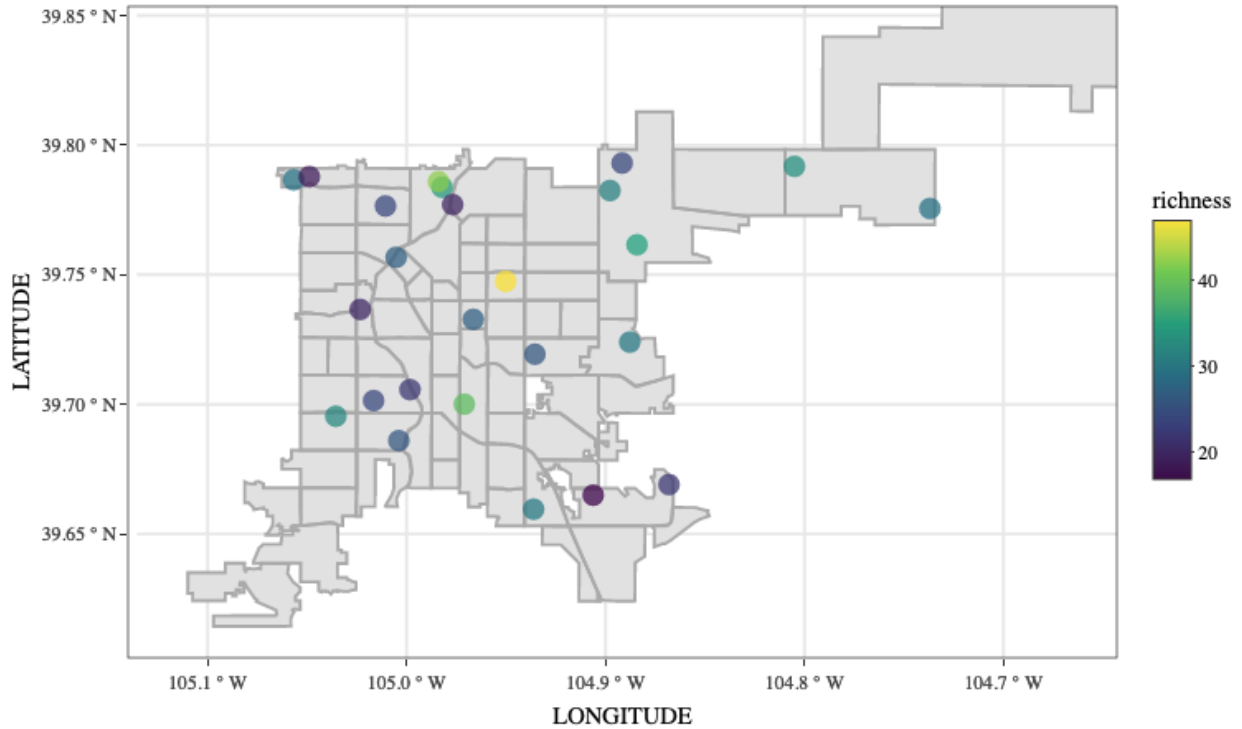 39.85 ° N
39.80 ° N
39.75 ° N
39.70 ° N
39.65 ° N
LATITUDE
105.1 ° W 105.0 ° W 104.9 ° W 104.8 ° W 104.7 ° W
LONGITUDE
richness
40
30
20